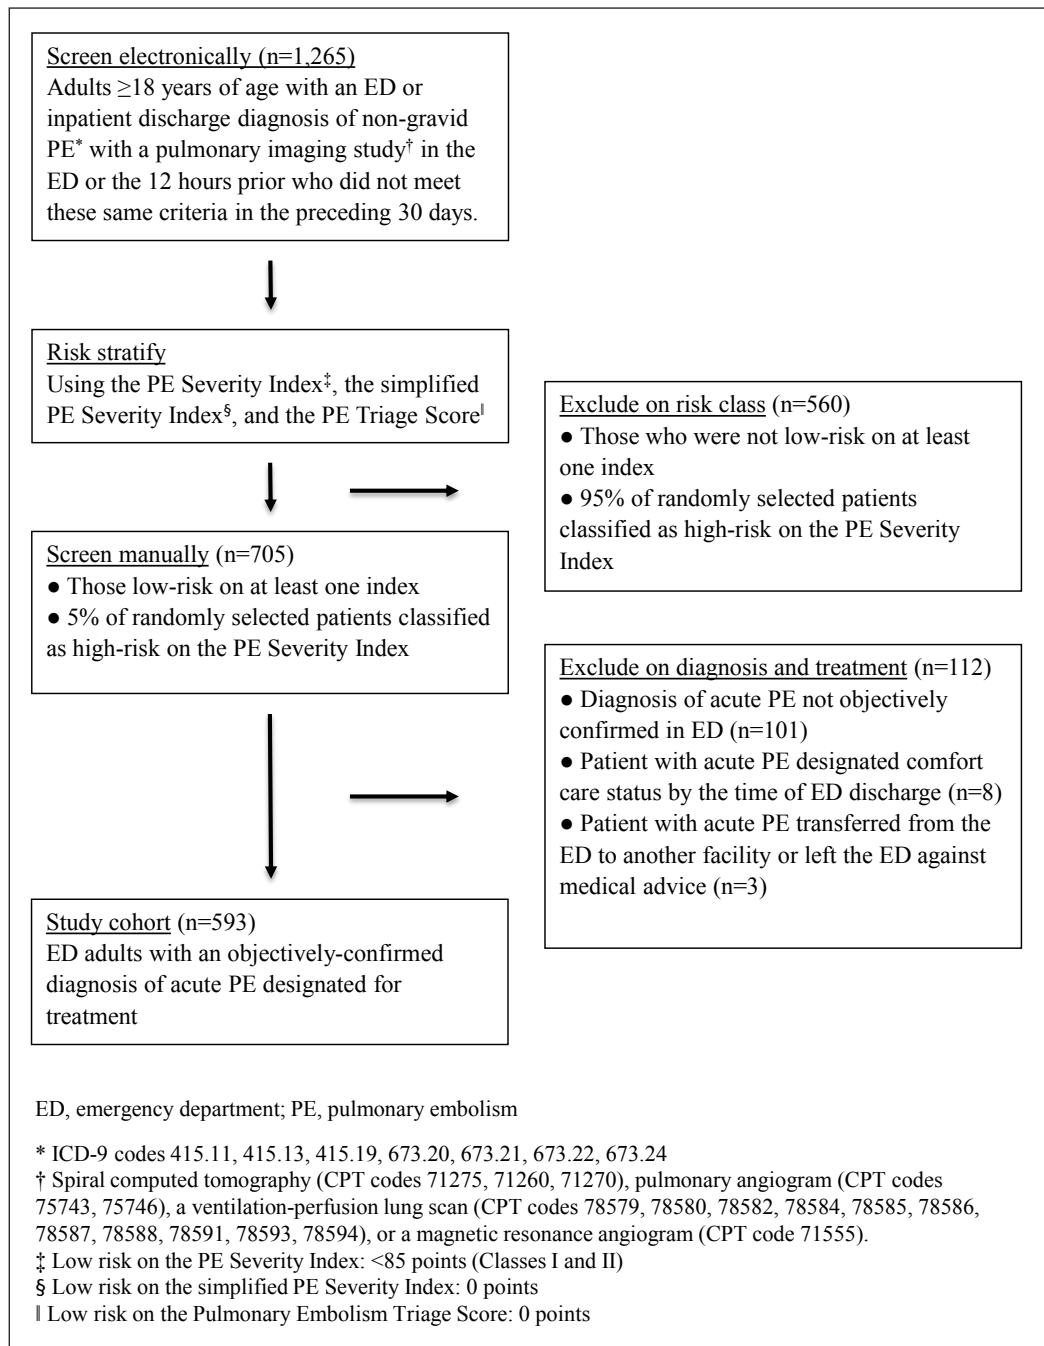 Screen electronically (n=1,265)
Adults ≥18 years of age with an ED or
inpatient discharge diagnosis of non-gravid
PE* with a pulmonary imaging study† in the
ED or the 12 hours prior who did not meet
these same criteria in the preceding 30 days.
Risk stratify
Using the PE Severity Index‡, the simplified
PE Severity Index§, and the PE Triage Score‖
Exclude on risk class (n=560)
● Those who were not low-risk on at least
one index
● 95% of randomly selected patients
classified as high-risk on the PE Severity
Index
Screen manually (n=705)
● Those low-risk on at least one index
● 5% of randomly selected patients classified
as high-risk on the PE Severity Index
Exclude on diagnosis and treatment (n=112)
● Diagnosis of acute PE not objectively
confirmed in ED (n=101)
● Patient with acute PE designated comfort
care status by the time of ED discharge (n=8)
● Patient with acute PE transferred from the
ED to another facility or left the ED against
medical advice (n=3)
Study cohort (n=593)
ED adults with an objectively-confirmed
diagnosis of acute PE designated for
treatment
ED, emergency department; PE, pulmonary embolism
* ICD-9 codes 415.11, 415.13, 415.19, 673.20, 673.21, 673.22, 673.24
† Spiral computed tomography (CPT codes 71275, 71260, 71270), pulmonary angiogram (CPT codes
75743, 75746), a ventilation-perfusion lung scan (CPT codes 78579, 78580, 78582, 78584, 78585, 78586,
78587, 78588, 78591, 78593, 78594), or a magnetic resonance angiogram (CPT code 71555).
‡ Low risk on the PE Severity Index: <85 points (Classes I and II)
§ Low risk on the simplified PE Severity Index: 0 points
‖ Low risk on the Pulmonary Embolism Triage Score: 0 points